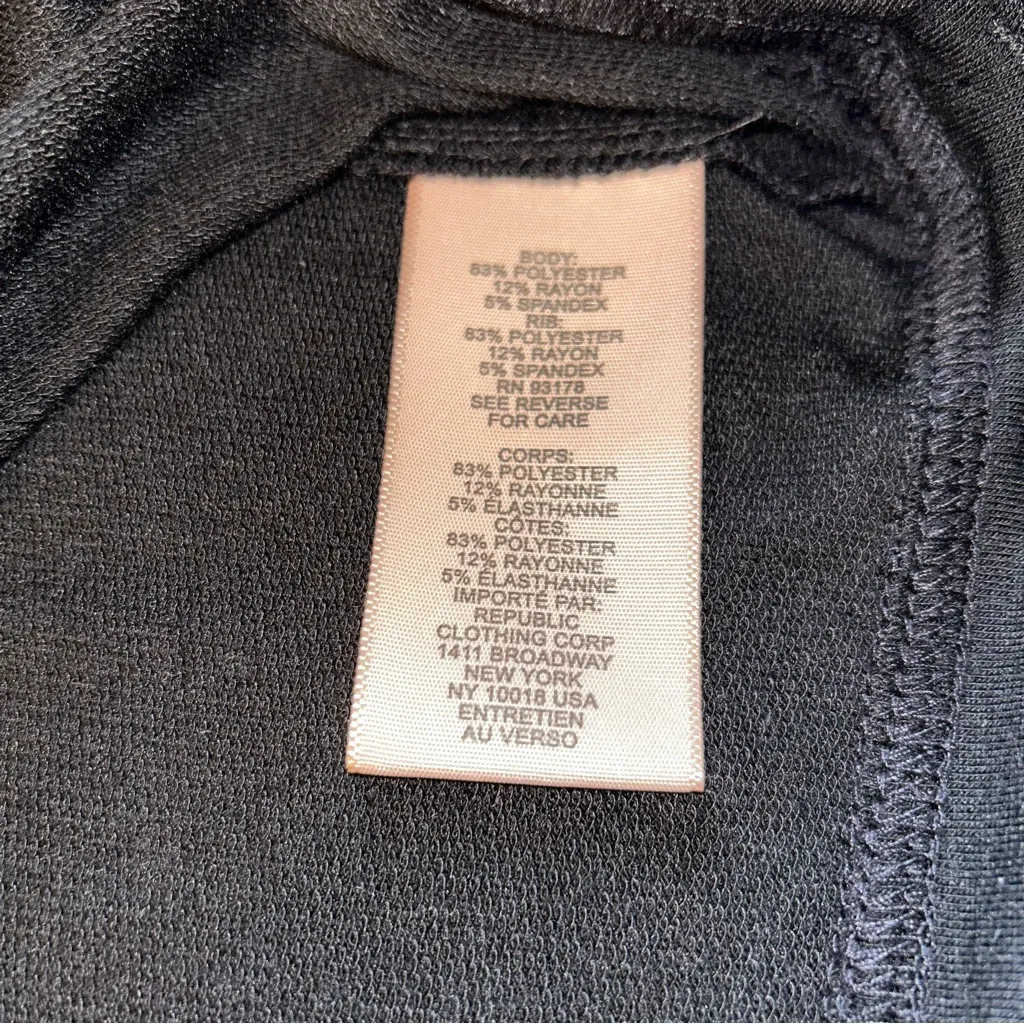 BODY:
83% POLYESTER
12% RAYON
5% SPANDEX
RIB:
83% POLYESTER
12% RAYON
5% SPANDEX
RN 93178
SEE REVERSE
FOR CARE
CORPS:
83% POLYESTER
12% RAYONNE
5% ÉLASTHANNE
CÔTES:
83% POLYESTER
12% RAYONNE
5% ÉLASTHANNE
IMPORTÉ PAR:
REPUBLIC
CLOTHING CORP
1411 BROADWAY
NEW YORK
NY 10018 USA
ENTRETIEN
AU VERSO